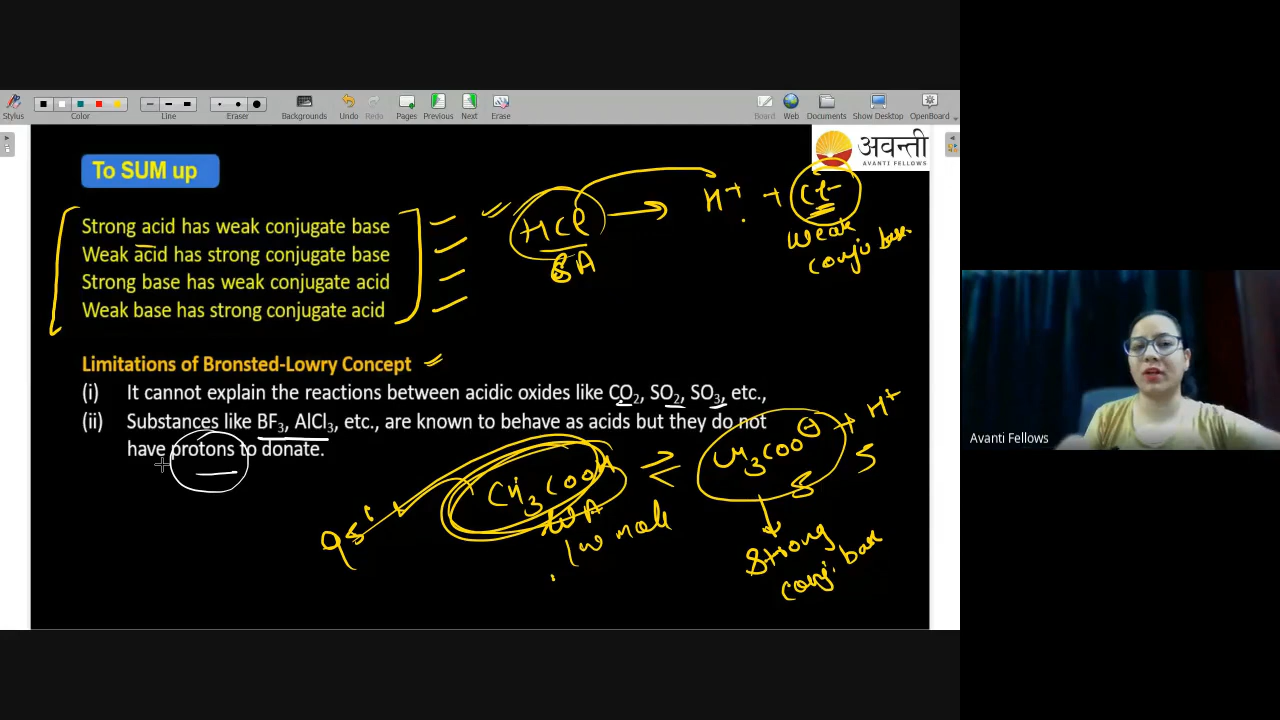 Stylus
Color
Line
Eraser
Backgrounds
Undo
Redo
Pages
Previous
Next
Erase
Board
Web
Documents
Show Desktop
OpenBoard
अवन्ती
AVANTI FELLOWS
To SUM up
Strong acid has weak conjugate base
Weak acid has strong conjugate base
Strong base has weak conjugate acid
Weak base has strong conjugate acid
HCl → H+ + Cl-
SA
weak
conju base
Limitations of Bronsted-Lowry Concept
(i) It cannot explain the reactions between acidic oxides like CO2, SO2, SO3, etc.,
(ii) Substances like BF3, AlCl3, etc., are known to behave as acids but they do not
have protons to donate.
CH3COOH ⇌ CH3COO⊖ + H+
WA
95
5
5
Strong
conj. base
Avanti Fellows